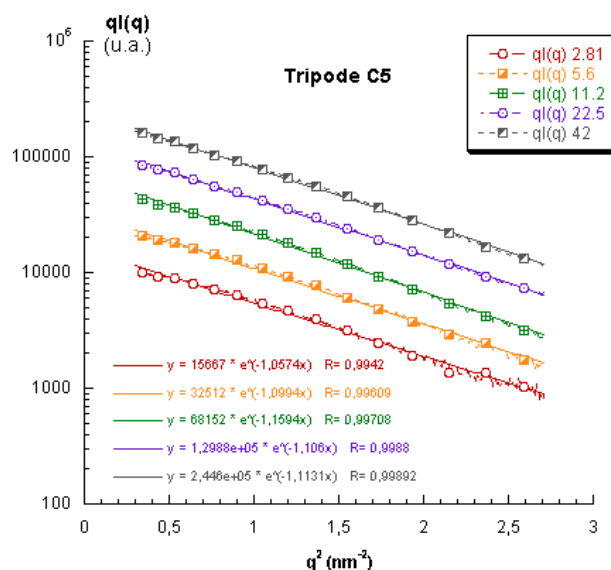 qI(q)
(u.a.)
Tripode C5
qI(q) 2.81
qI(q) 5.6
qI(q) 11.2
qI(q) 22.5
qI(q) 42
10⁶
100000
10000
1000
100
y = 15667 * e^(-1,0574x) R= 0,9942
y = 32512 * e^(-1,0994x) R= 0,99609
y = 68152 * e^(-1,1594x) R= 0,99708
y = 1,2988e+05 * e^(-1,106x) R= 0,9988
y = 2,446e+05 * e^(-1,1131x) R= 0,99892
0 0,5 1 1,5 2 2,5 3
q² (nm⁻²)